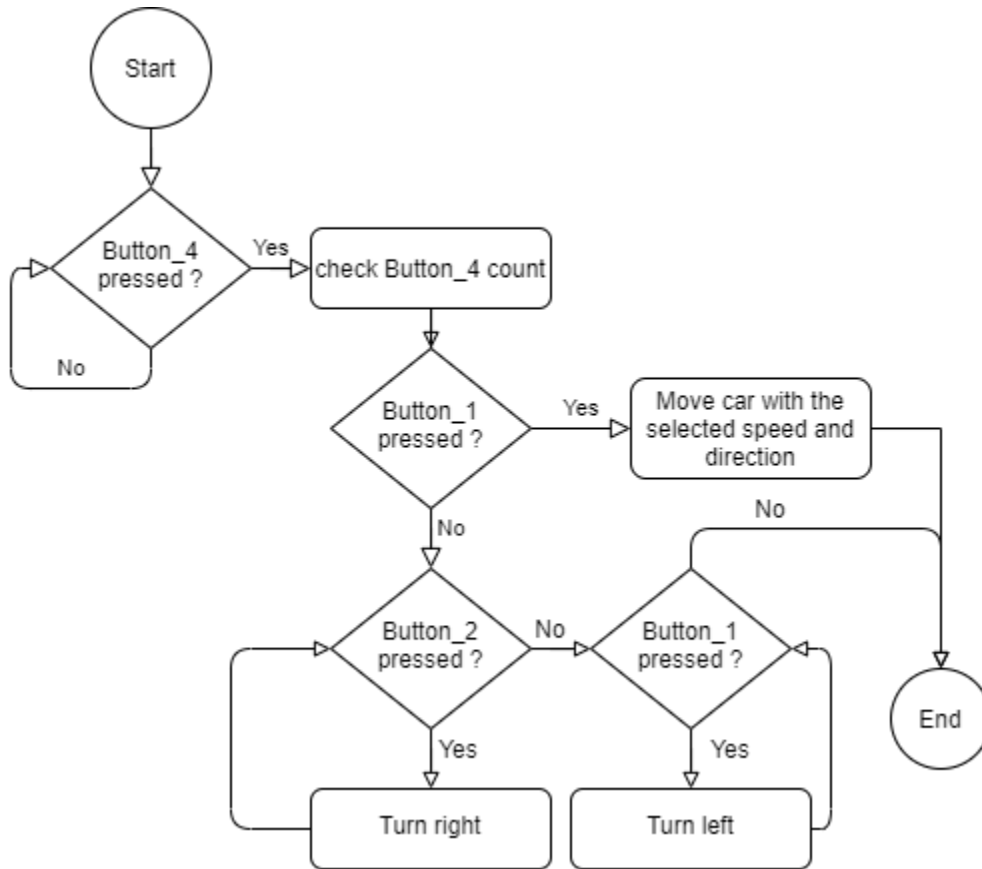 Start
Button_4
pressed ?
Yes
check Button_4 count
No
Button_1
pressed ?
Yes
Move car with the
selected speed and
direction
No
No
Button_2
pressed ?
No
Button_1
pressed ?
End
Yes
Yes
Turn right
Turn left